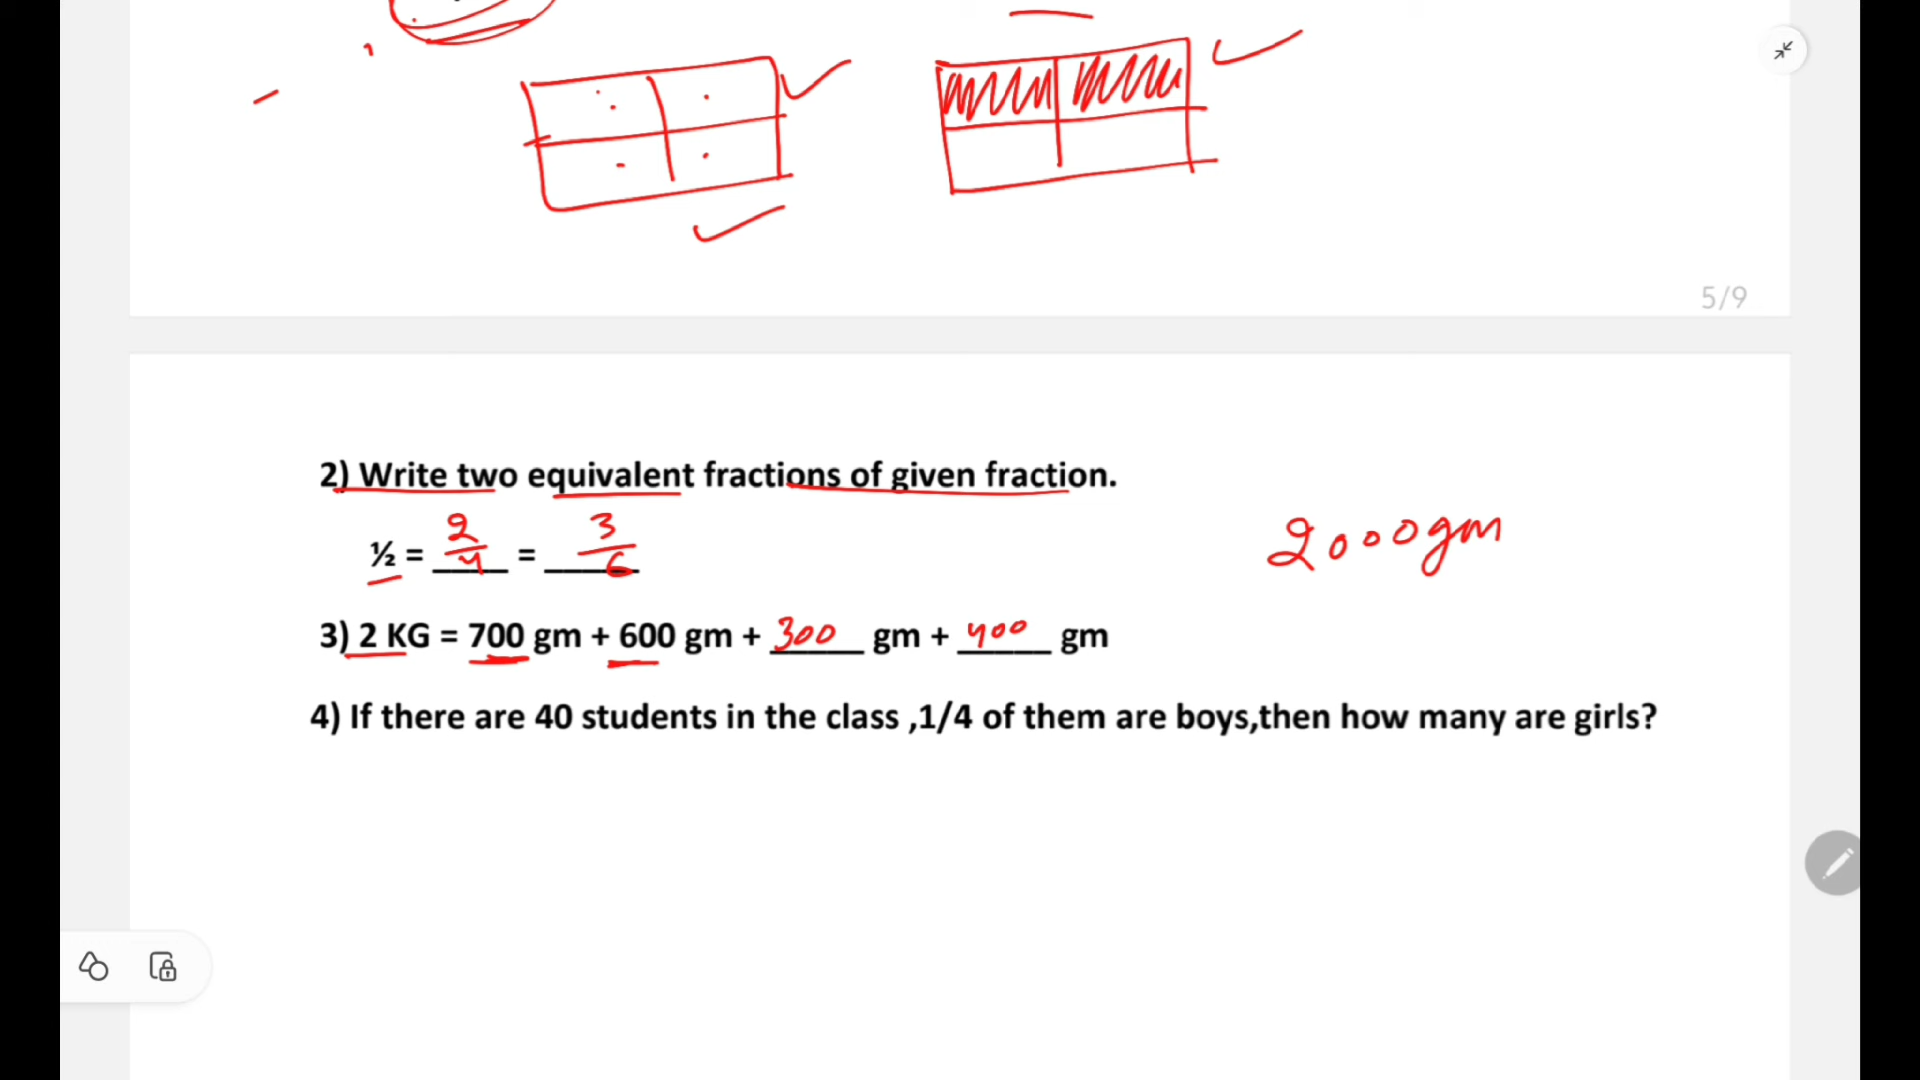 5/9
2) Write two equivalent fractions of given fraction.
½ = 2/4 = 3/6
2000gm
3) 2 KG = 700 gm + 600 gm + 300 gm + 400 gm
4) If there are 40 students in the class ,1/4 of them are boys,then how many are girls?